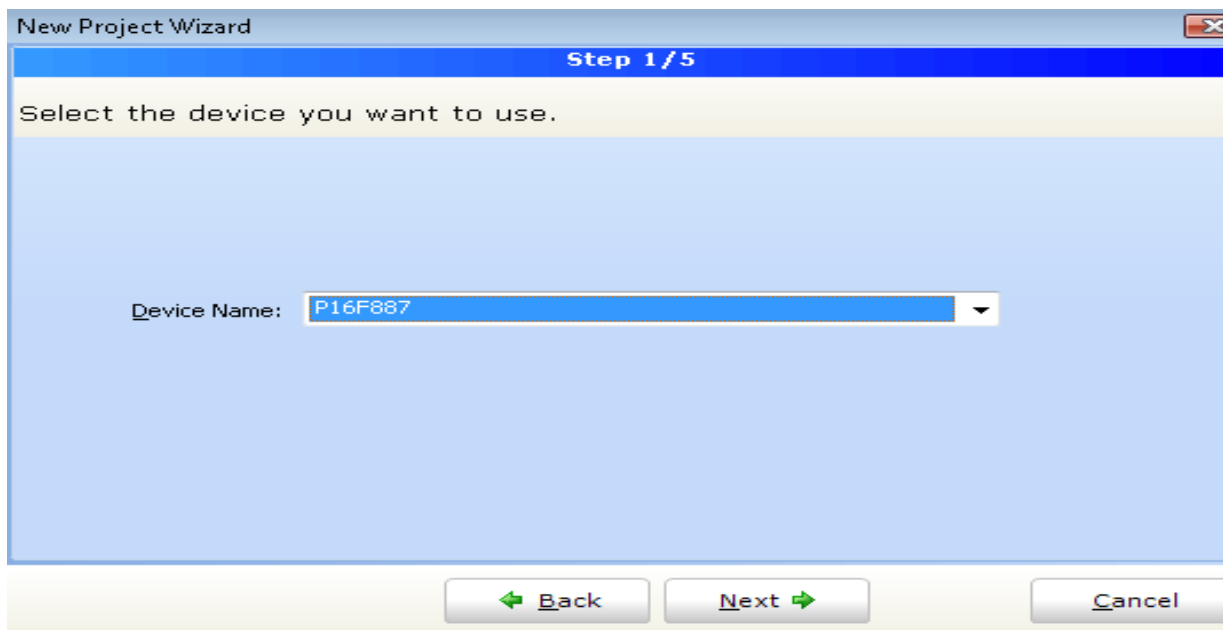 New Project Wizard
Step 1/5
Select the device you want to use.
Device Name: P16F887
Back Next Cancel